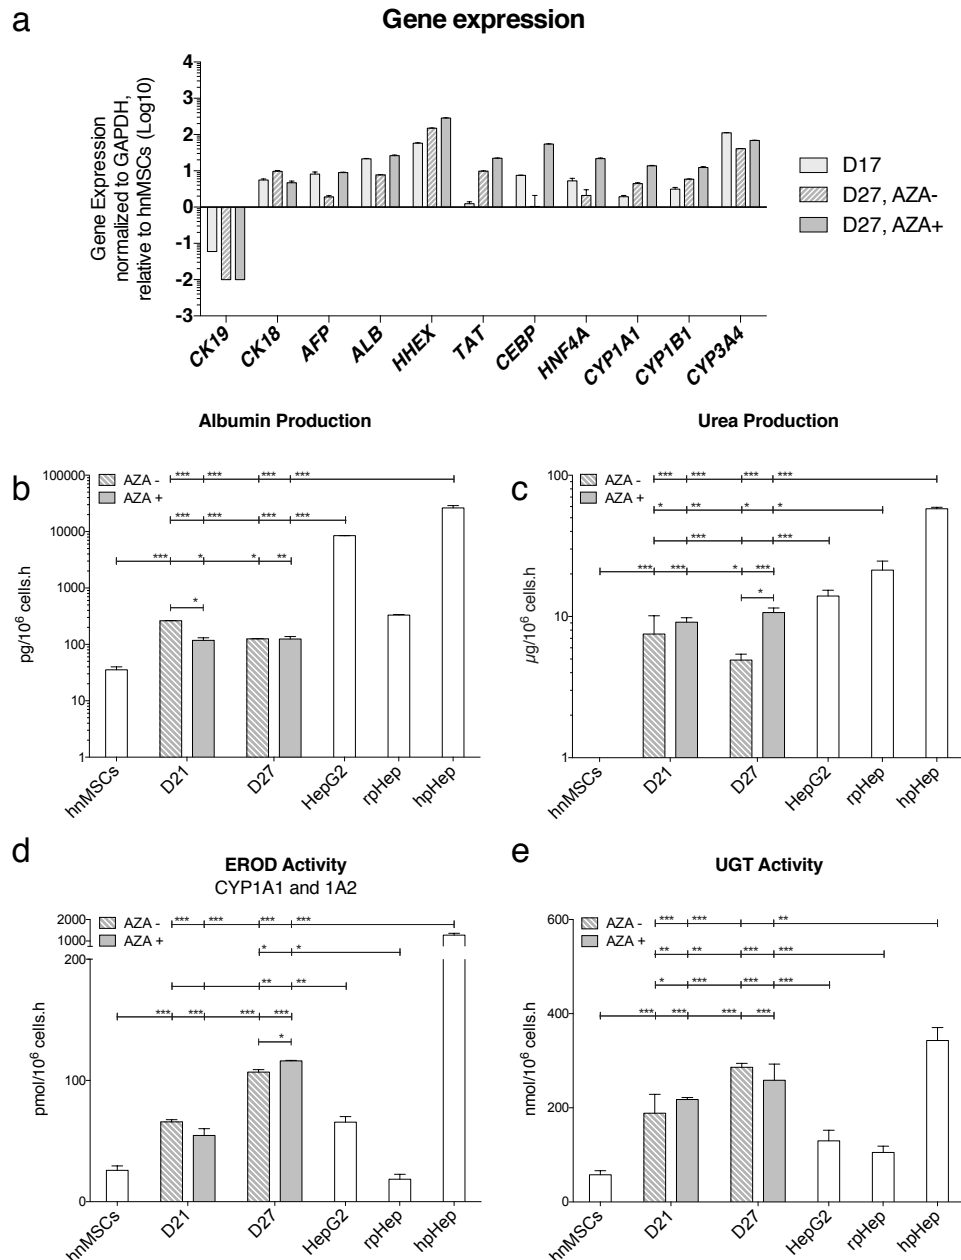 a
Gene expression
Gene Expression
normalized to GAPDH,
relative to hnMSCs (Log10)
4
3
2
1
0
-1
-2
-3
CK19
CK18
AFP
ALB
HHEX
TAT
CEBP
HNF4A
CYP1A1
CYP1B1
CYP3A4
D17
D27, AZA-
D27, AZA+
b
Albumin Production
AZA -
AZA +
pg/10⁶ cells.h
100000
10000
1000
100
10
1
*** *** *** ***
*** *** *** ***
*** * * **
*
hnMSCs
D21
D27
HepG2
rpHep
hpHep
c
Urea Production
AZA -
AZA +
µg/10⁶ cells.h
100
10
1
*** *** *** ***
* ** * *
*** *** ***
*** *** * ***
*
hnMSCs
D21
D27
HepG2
rpHep
hpHep
d
EROD Activity
CYP1A1 and 1A2
AZA -
AZA +
pmol/10⁶ cells.h
2000
1000
200
100
0
*** *** *** ***
* *
** ** **
*** *** *** ***
*
hnMSCs
D21
D27
HepG2
rpHep
hpHep
e
UGT Activity
AZA -
AZA +
nmol/10⁶ cells.h
600
400
200
0
*** *** **
** ** *** ***
* *** *** ***
*** *** *** ***
hnMSCs
D21
D27
HepG2
rpHep
hpHep